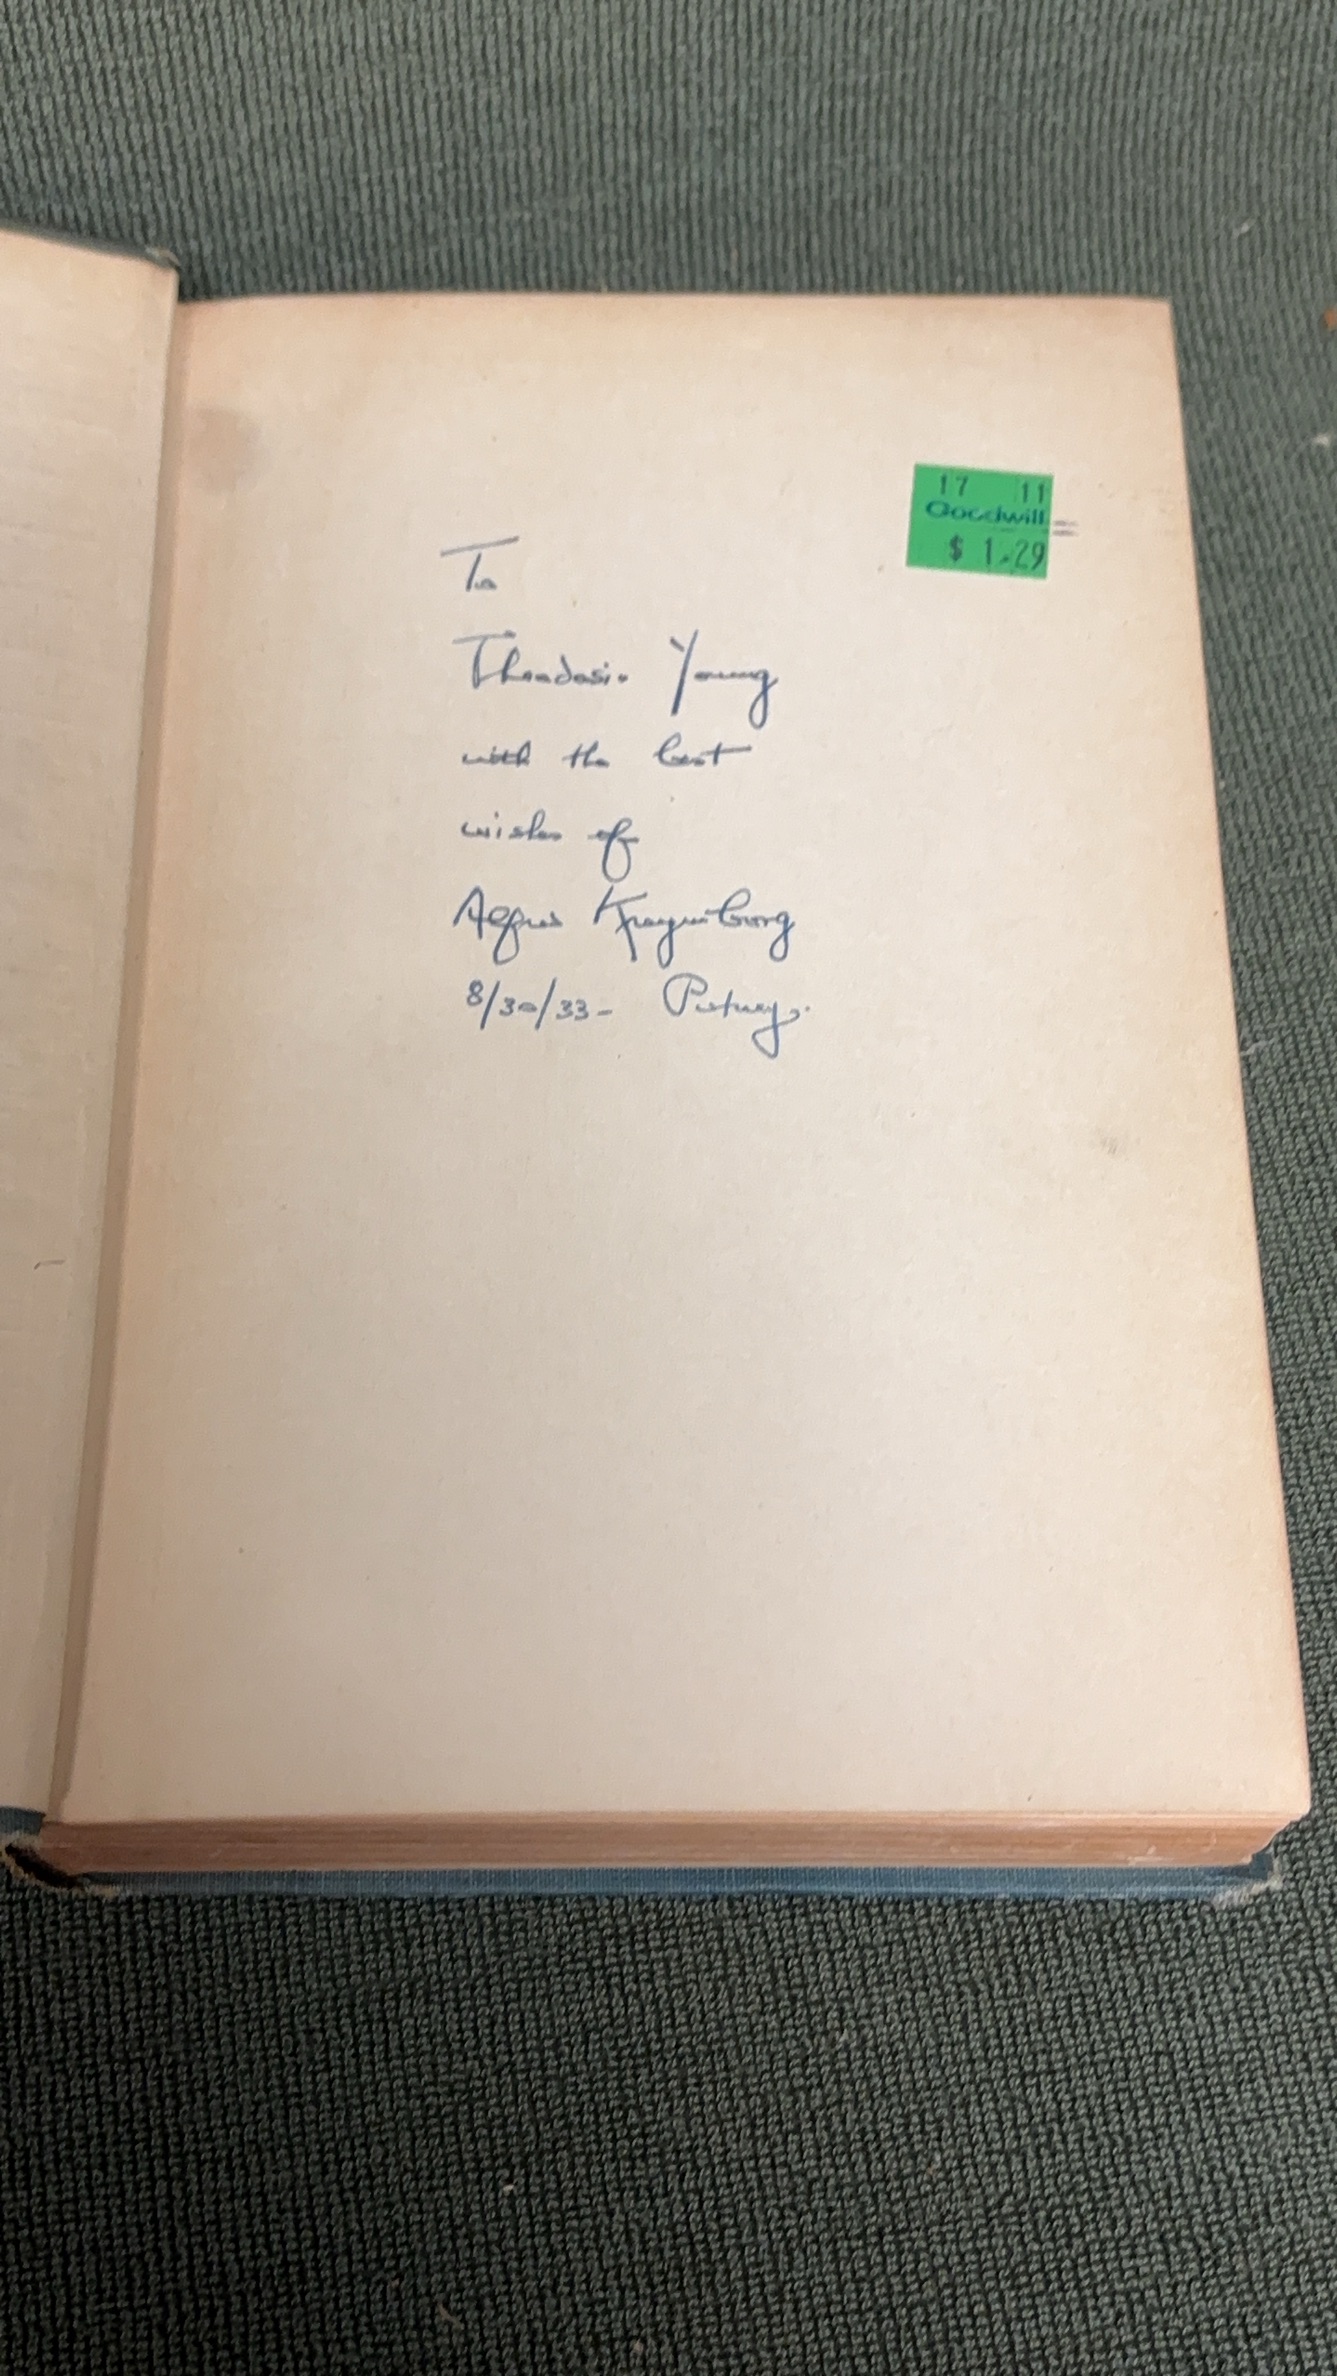 17 11
Goodwill
$ 1.29
To
Theodosia Young
with the best
wishes of
Alfred Kreymborg
8/30/33- Putney.